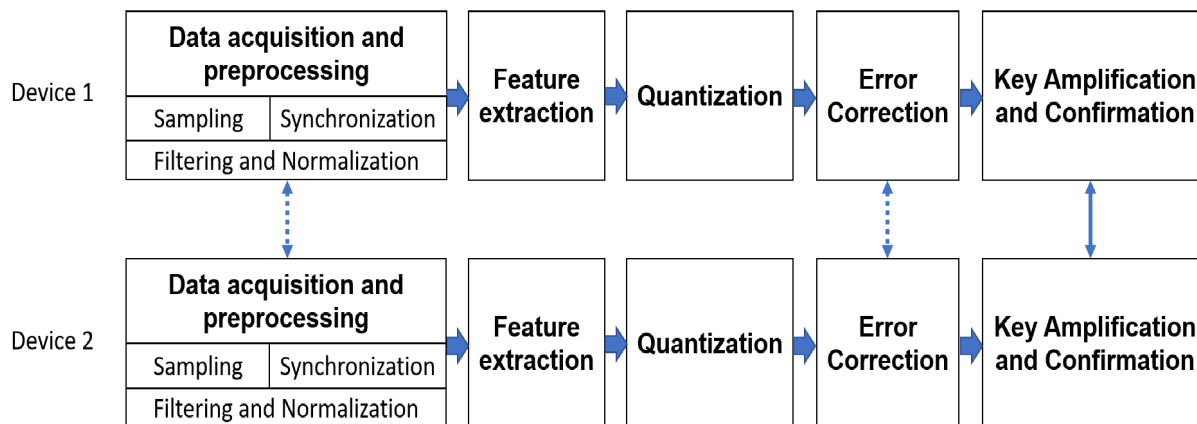 Device 1
Data acquisition and
preprocessing
Sampling
Synchronization
Filtering and Normalization
Feature
extraction
Quantization
Error
Correction
Key Amplification
and Confirmation
Device 2
Data acquisition and
preprocessing
Sampling
Synchronization
Filtering and Normalization
Feature
extraction
Quantization
Error
Correction
Key Amplification
and Confirmation